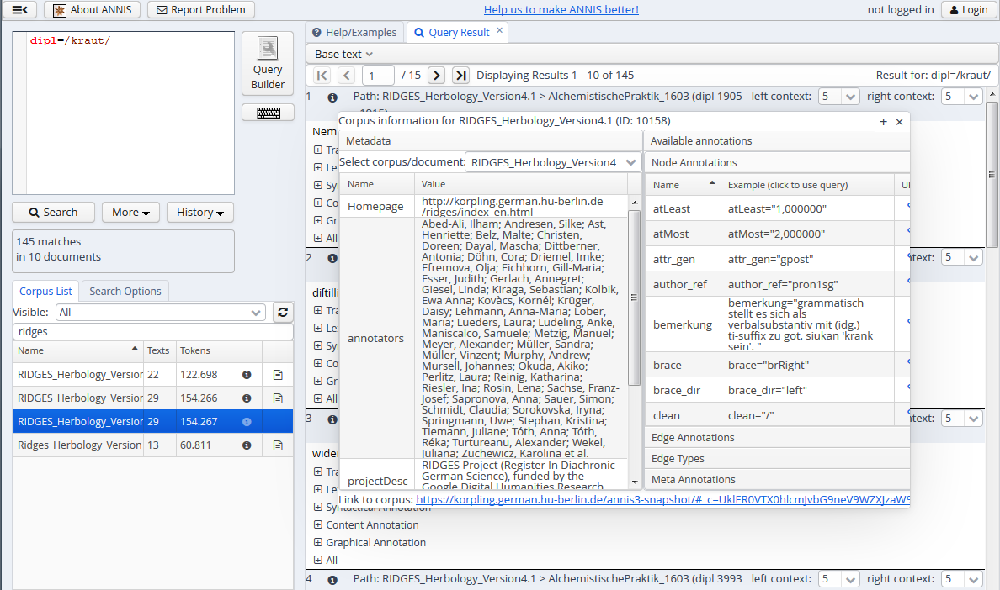 About ANNIS
Report Problem
Help us to make ANNIS better!
not logged in
Login
dipl=/kraut/
Query
Builder
Search
More
History
145 matches
in 10 documents
Corpus List
Search Options
Visible:
All
ridges
Name Texts Tokens
RIDGES_Herbology_Version 22 122.698
RIDGES_Herbology_Version 29 154.266
RIDGES_Herbology_Version 29 154.267
Ridges_Herbology_Version_ 13 60.811
Help/Examples
Query Result
Base text
1 / 15 Displaying Results 1 - 10 of 145
Result for: dipl=/kraut/
1 Path: RIDGES_Herbology_Version4.1 > AlchemistischePraktik_1603 (dipl 1905 left context: 5 right context: 5
- 1915)
Nemb
Tra
Lex
Syn
Co
Gra
All
2
text: 5
diſtilli
Tra
Lex
Syn
Co
Gra
All
3
text: 5
wider
Tra
Lex
Syntactical Annotation
Content Annotation
Graphical Annotation
All
4 Path: RIDGES_Herbology_Version4.1 > AlchemistischePraktik_1603 (dipl 3993 left context: 5 right context: 5
Corpus information for RIDGES_Herbology_Version4.1 (ID: 10158)
Metadata
Select corpus/document:
RIDGES_Herbology_Version4
Name Value
Homepage
http://korpling.german.hu-berlin.de
/ridges/index_en.html
annotators
Abed-Ali, Ilham; Andresen, Silke; Ast,
Henriette; Belz, Malte; Christen,
Doreen; Dayal, Mascha; Dittberner,
Antonia; Döhn, Cora; Driemel, Imke;
Efremova, Olja; Eichhorn, Gill-Maria;
Esser, Judith; Gerlach, Annegret;
Giesel, Linda; Kiraga, Sebastian; Kolbik,
Ewa Anna; Kovàcs, Kornél; Krüger,
Daisy; Lehmann, Anna-Maria; Lober,
Maria; Lueders, Laura; Lüdeling, Anke,
Maniscalco, Samuele; Metzig, Manuel;
Meyer, Alexander; Müller, Sandra;
Müller, Vinzent; Murphy, Andrew;
Mursell, Johannes; Okuda, Akiko;
Perlitz, Laura; Reinig, Katharina;
Riesler, Ina; Rosin, Lena; Sachse, Franz-
Josef; Sapronova, Anna; Sauer, Simon;
Schmidt, Claudia; Sorokovska, Iryna;
Springmann, Uwe; Stephan, Kristina;
Tiemann, Juliane; Tóth, Anna; Tóth,
Réka; Turtureanu, Alexander; Wekel,
Juliana; Zuchewicz, Karolina et al.
projectDesc
RIDGES Project (Register In Diachronic
German Science), funded by the
Google Digital Humanities Research
Available annotations
Node Annotations
Name Example (click to use query) UI
atLeast atLeast="1,000000"
atMost atMost="2,000000"
attr_gen attr_gen="gpost"
author_ref author_ref="pron1sg"
bemerkung
bemerkung="grammatisch
stellt es sich als
verbalsubstantiv mit (idg.)
ti-suffix zu got. siukan 'krank
sein'. "
brace brace="brRight"
brace_dir brace_dir="left"
clean clean="/"
Edge Annotations
Edge Types
Meta Annotations
Link to corpus: https://korpling.german.hu-berlin.de/annis3-snapshot/#_c=UklER0VTX0hlcmJvbG9neV9WZXJzaW9